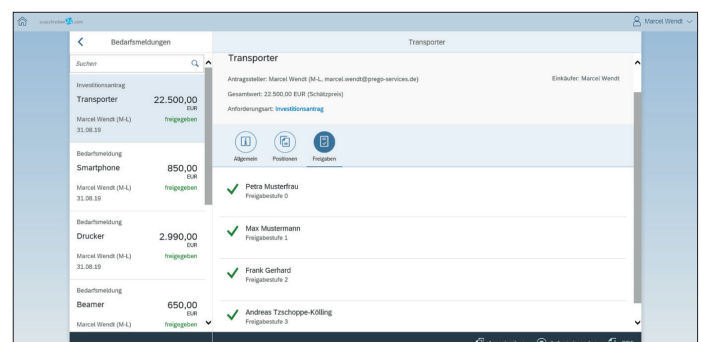 Marcel Wendt
Bedarfsmeldungen
Transporter
Suchen
Investitionsantrag
Transporter 22.500,00
EUR
Marcel Wendt (M-L) freigegeben
31.08.19
Bedarfsmeldung
Smartphone 850,00
EUR
Marcel Wendt (M-L) freigegeben
31.08.19
Bedarfsmeldung
Drucker 2.990,00
EUR
Marcel Wendt (M-L) freigegeben
31.08.19
Bedarfsmeldung
Beamer 650,00
EUR
Marcel Wendt (M-L) freigegeben
Transporter
Antragssteller: Marcel Wendt (M-L, marcel.wendt@prego-services.de) Einkäufer: Marcel Wendt
Gesamtwert: 22.500,00 EUR (Schätzpreis)
Anforderungsart: Investitionsantrag
Allgemein Positionen Freigaben
Petra Musterfrau
Freigabestufe 0
Max Mustermann
Freigabestufe 1
Frank Gerhard
Freigabestufe 2
Andreas Tzschoppe-Kölling
Freigabestufe 3